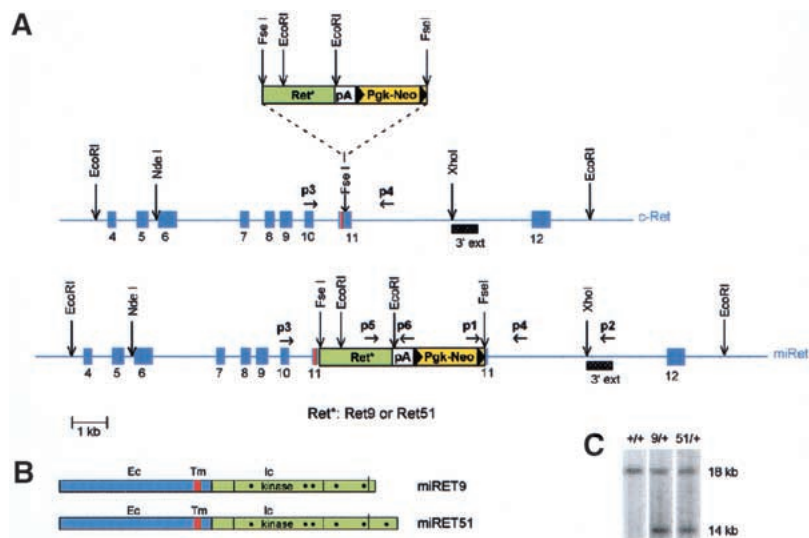 A
Fse I EcoRI EcoRI FseI
Ret* pA Pgk-Neo
EcoRI Nde I p3 Fse I p4 XhoI EcoRI
c-Ret
4 5 6 7 8 9 10 11 3' ext 12
EcoRI Nde I p3 Fse I EcoRI p5 EcoRI p6 p1 FseI p4 XhoI p2 EcoRI
Ret* pA Pgk-Neo
miRet
4 5 6 7 8 9 10 11 11 3' ext 12
1 kb
Ret*: Ret9 or Ret51
B
Ec Tm Ic
kinase miRET9
Ec Tm Ic
kinase miRET51
C
+/+ 9/+ 51/+
18 kb
14 kb